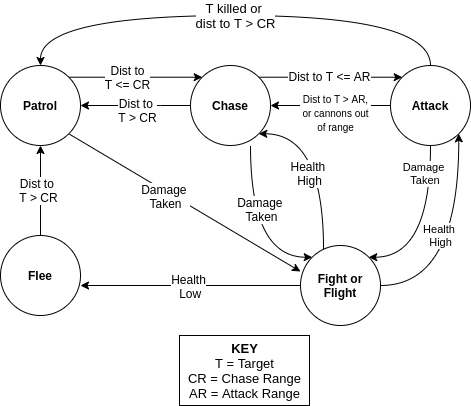 T killed or
dist to T > CR
Dist to
T <= CR
Dist to T <= AR
Patrol
Dist to
T > CR
Chase
Dist to T > AR,
or cannons out
of range
Attack
Health
High
Damage
Taken
Dist to
T > CR
Damage
Taken
Damage
Taken
Health
High
Flee
Health
Low
Fight or
Flight
KEY
T = Target
CR = Chase Range
AR = Attack Range